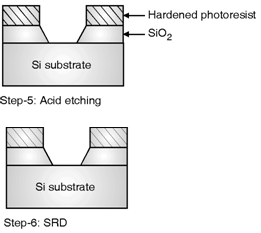 Hardened photoresist
SiO2
Si substrate
Step-5: Acid etching
Si substrate
Step-6: SRD